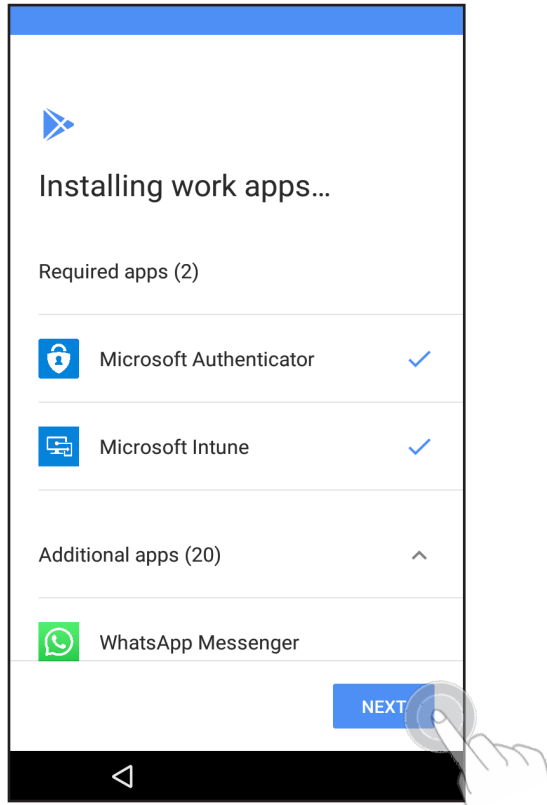 Installing work apps…
Required apps (2)
Microsoft Authenticator
Microsoft Intune
Additional apps (20)
WhatsApp Messenger
NEXT